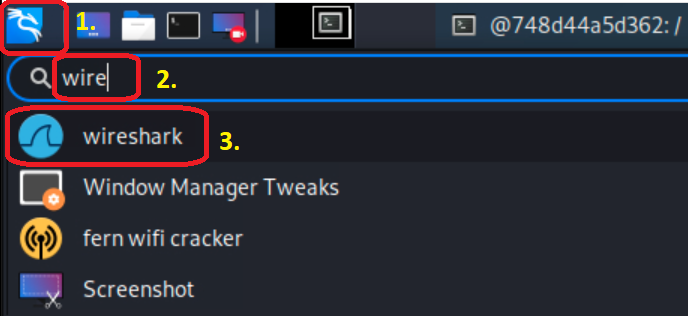 1.
@748d44a5d362: /
wire
2.
wireshark
3.
Window Manager Tweaks
fern wifi cracker
Screenshot